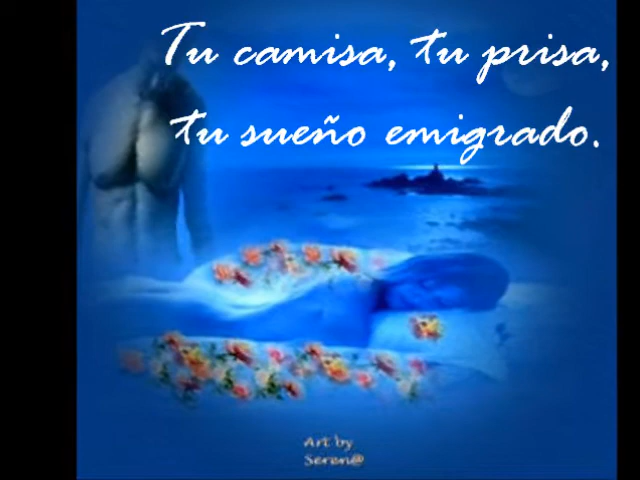 Tu camisa, tu prisa,
tu sueño emigrado.
Art by
Seren@